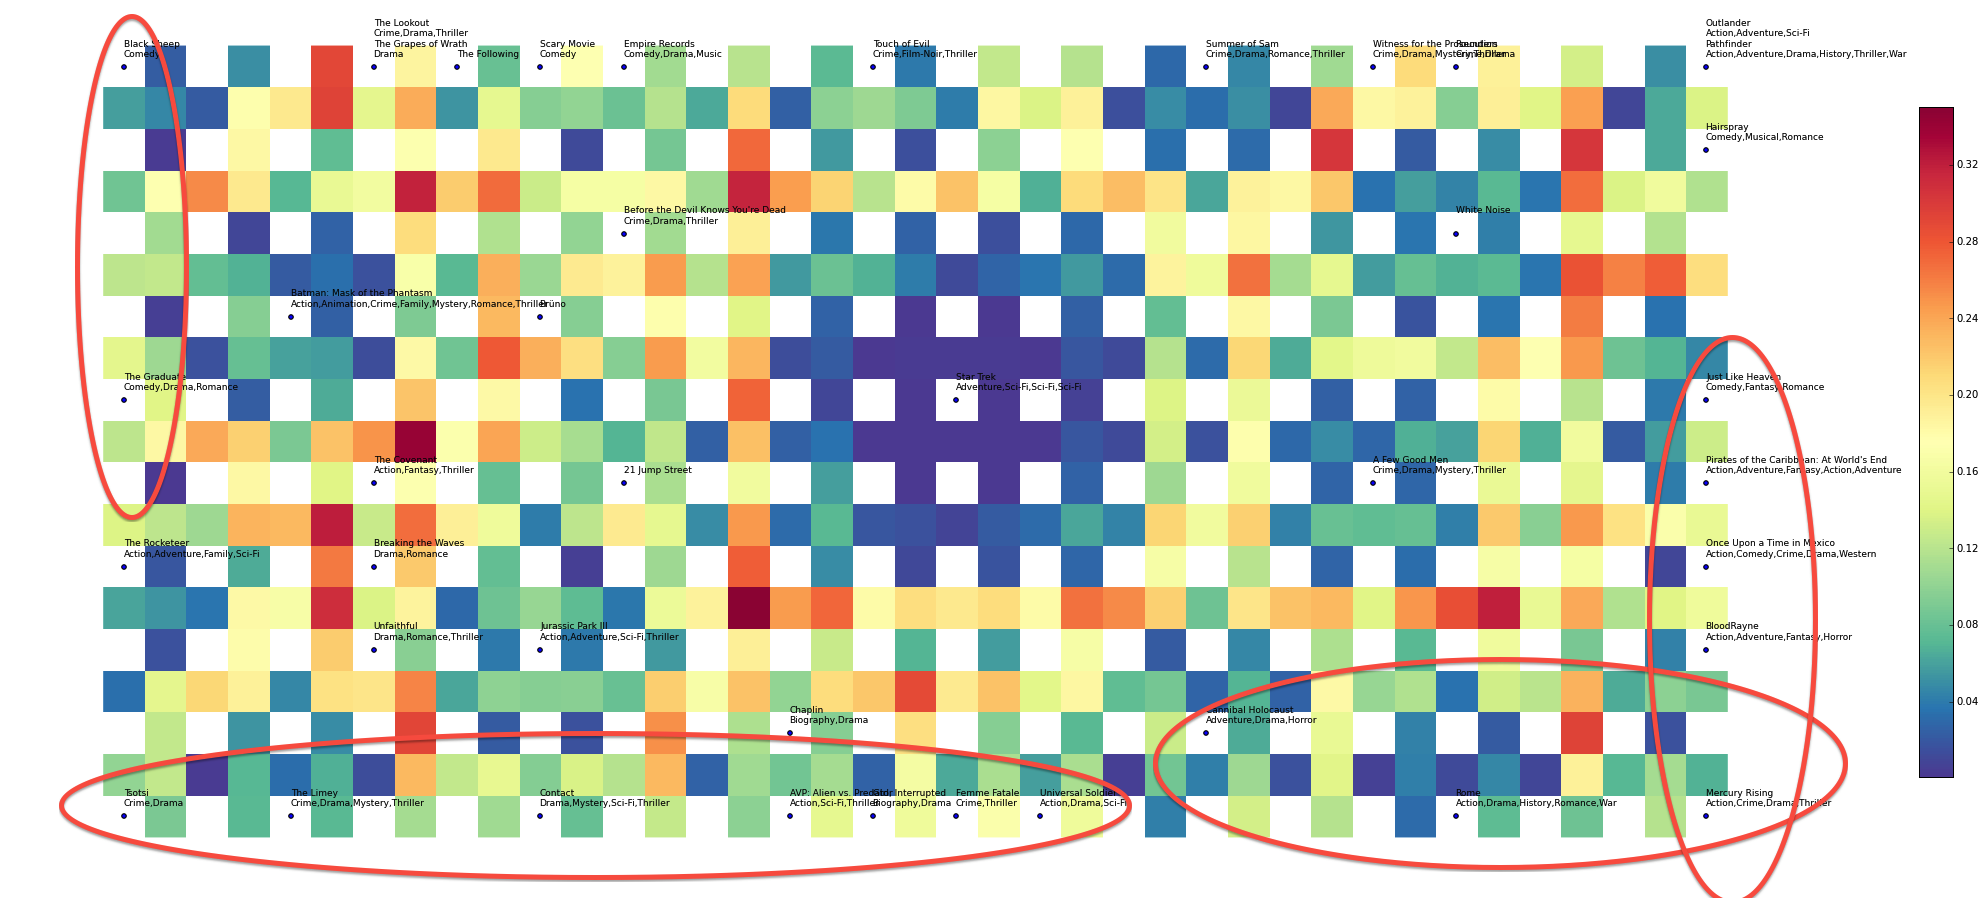 Black Sheep
Comedy
The Lookout
Crime,Drama,Thriller
The Grapes of Wrath
Drama
The Following
Scary Movie
Comedy
Empire Records
Comedy,Drama,Music
Touch of Evil
Crime,Film-Noir,Thriller
Summer of Sam
Crime,Drama,Romance,Thriller
Witness for the
Crime,Drama
Outlander
Action,Adventure,Sci-Fi
Pathfinder
Action,Adventure,Drama,History,Thriller,War
Hairspray
Comedy,Musical,Romance
Before the Devil Knows You're Dead
Crime,Drama,Thriller
White Noise
Batman: Mask of the Phantasm
Action,Animation,Crime,Family,Mystery,Romance,Thriller
Brüno
The Graduate
Comedy,Drama,Romance
Star Trek
Adventure,Sci-Fi,Sci-Fi,Sci-Fi
Just Like Heaven
Comedy,Fantasy,Romance
The Covenant
Action,Fantasy,Thriller
21 Jump Street
A Few Good Men
Crime,Drama,Mystery,Thriller
Pirates of the Caribbean: At World's End
Action,Adventure,Fantasy,Action,Adventure
The Rocketeer
Action,Adventure,Family,Sci-Fi
Breaking the Waves
Drama,Romance
Once Upon a Time in Mexico
Action,Comedy,Crime,Drama,Western
Unfaithful
Drama,Romance,Thriller
Jurassic Park III
Action,Adventure,Sci-Fi,Thriller
BloodRayne
Action,Adventure,Fantasy,Horror
Chaplin
Biography,Drama
Cannibal Holocaust
Adventure,Drama,Horror
Tsotsi
Crime,Drama
The Limey
Crime,Drama,Mystery,Thriller
Contact
Drama,Mystery,Sci-Fi,Thriller
AVP: Alien vs. Predator
Action,Sci-Fi,Thriller
Girl, Interrupted
Biography,Drama
Femme Fatale
Crime,Thriller
Universal Soldier
Action,Drama,Sci-Fi
Rome
Action,Drama,History,Romance,War
Mercury Rising
Action,Crime,Drama,Thriller
0.32
0.28
0.24
0.20
0.16
0.12
0.08
0.04